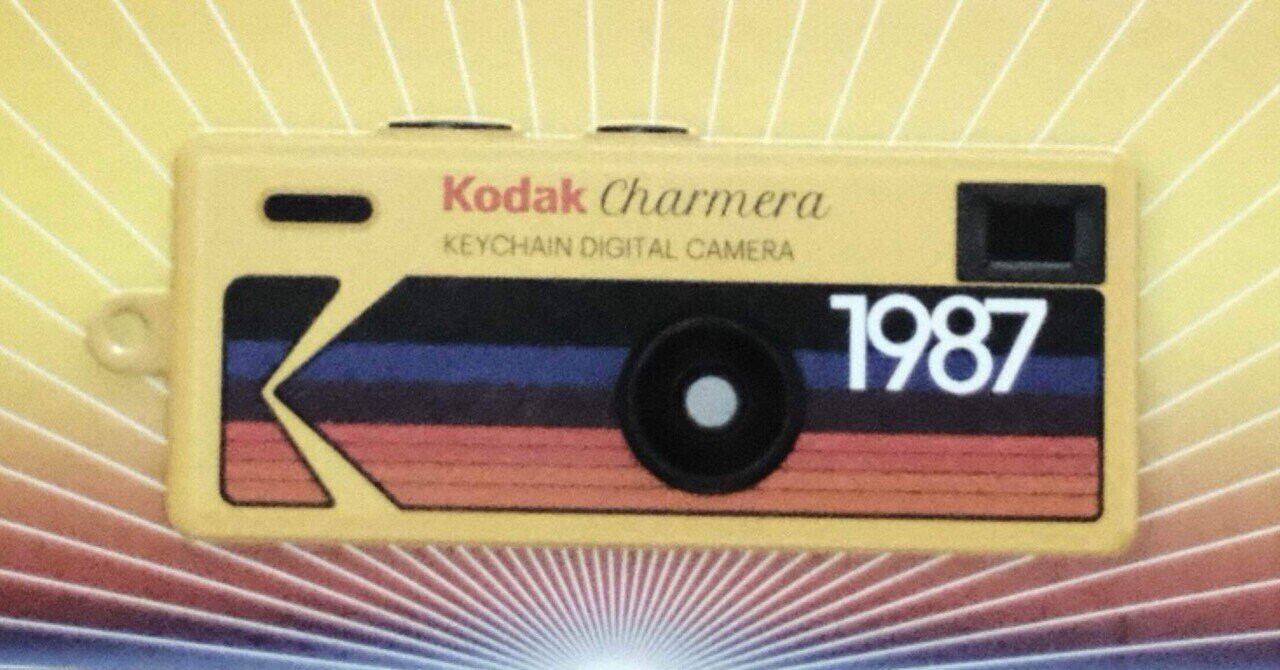 Kodak Charmera
KEYCHAIN DIGITAL CAMERA
1987